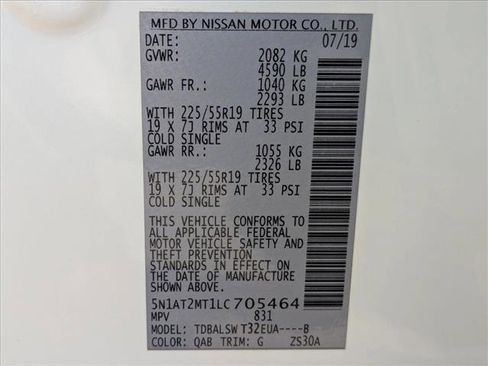 MFD BY NISSAN MOTOR CO., LTD.
DATE: 07/19
GVWR: 2082 KG
4590 LB
GAWR FR.: 1040 KG
2293 LB
WITH 225/55R19 TIRES
19 X 7J RIMS AT 33 PSI
COLD SINGLE
GAWR RR.: 1055 KG
2326 LB
WITH 225/55R19 TIRES
19 X 7J RIMS AT 33 PSI
COLD SINGLE
THIS VEHICLE CONFORMS TO
ALL APPLICABLE FEDERAL
MOTOR VEHICLE SAFETY AND
THEFT PREVENTION
STANDARDS IN EFFECT ON
THE DATE OF MANUFACTURE
SHOWN ABOVE.
5N1AT2MT1LC705464
MPV 831
MODEL: TDBALSW T32EUA----B
COLOR: QAB TRIM: G ZS30A